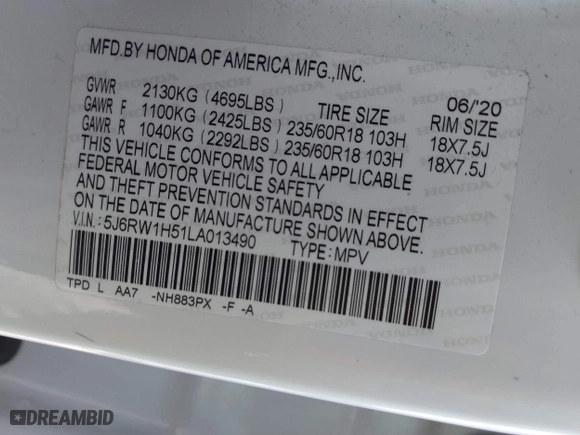 MFD.BY HONDA OF AMERICA MFG.,INC.
06/'20
GVWR 2130KG (4695LBS) TIRE SIZE RIM SIZE
GAWR F 1100KG (2425LBS) 235/60R18 103H 18X7.5J
GAWR R 1040KG (2292LBS) 235/60R18 103H 18X7.5J
THIS VEHICLE CONFORMS TO ALL APPLICABLE
FEDERAL MOTOR VEHICLE SAFETY
AND THEFT PREVENTION STANDARDS IN EFFECT
ON THE DATE OF MANUFACTURE SHOWN ABOVE.
V.I.N.: 5J6RW1H51LA013490 TYPE: MPV
TPD L AA7 -NH883PX -F -A
DREAMBID